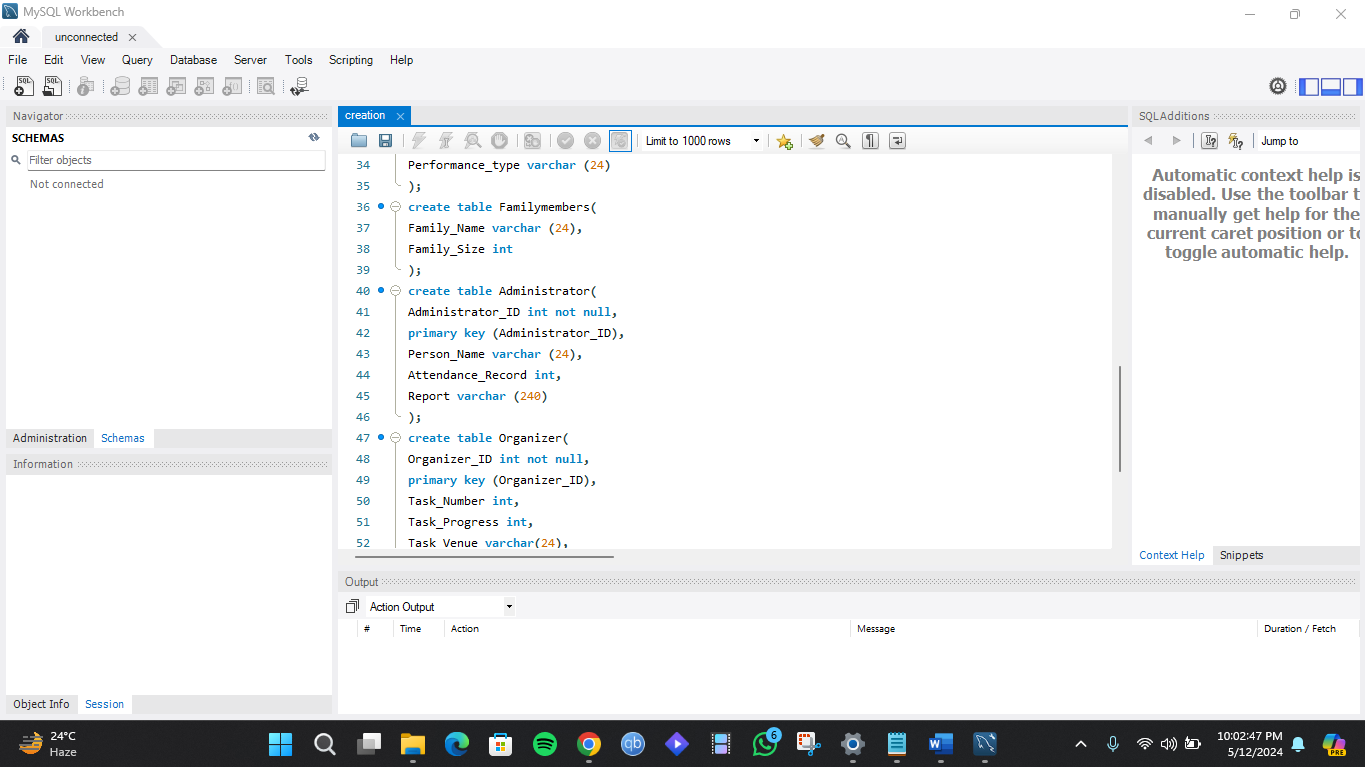 MySQL Workbench
unconnected
File Edit View Query Database Server Tools Scripting Help
Navigator
SCHEMAS
Filter objects
Not connected
Administration Schemas
Information
Object Info Session
creation
Limit to 1000 rows
34 Performance_type varchar (24)
35 );
36 create table Familymembers(
37 Family_Name varchar (24),
38 Family_Size int
39 );
40 create table Administrator(
41 Administrator_ID int not null,
42 primary key (Administrator_ID),
43 Person_Name varchar (24),
44 Attendance_Record int,
45 Report varchar (240)
46 );
47 create table Organizer(
48 Organizer_ID int not null,
49 primary key (Organizer_ID),
50 Task_Number int,
51 Task_Progress int,
52 Task_Venue varchar(24),
Output
Action Output
# Time Action Message Duration / Fetch
SQLAdditions
Jump to
Automatic context help is
disabled. Use the toolbar t
manually get help for the
current caret position or to
toggle automatic help.
Context Help Snippets
24°C
Haze
qb
6
10:02:47 PM
5/12/2024
PRE